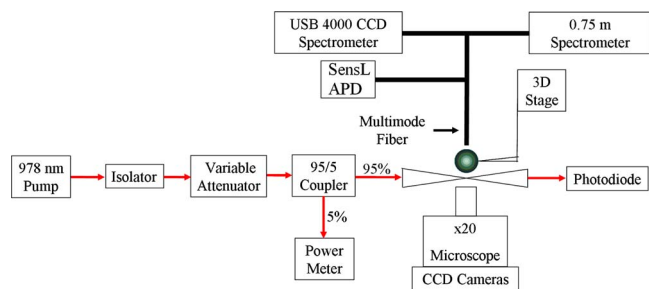 USB 4000 CCD
Spectrometer
0.75 m
Spectrometer
SensL
APD
3D
Stage
Multimode
Fiber
978 nm
Pump
Isolator
Variable
Attenuator
95/5
Coupler
95%
Photodiode
5%
Power
Meter
x20
Microscope
CCD Cameras